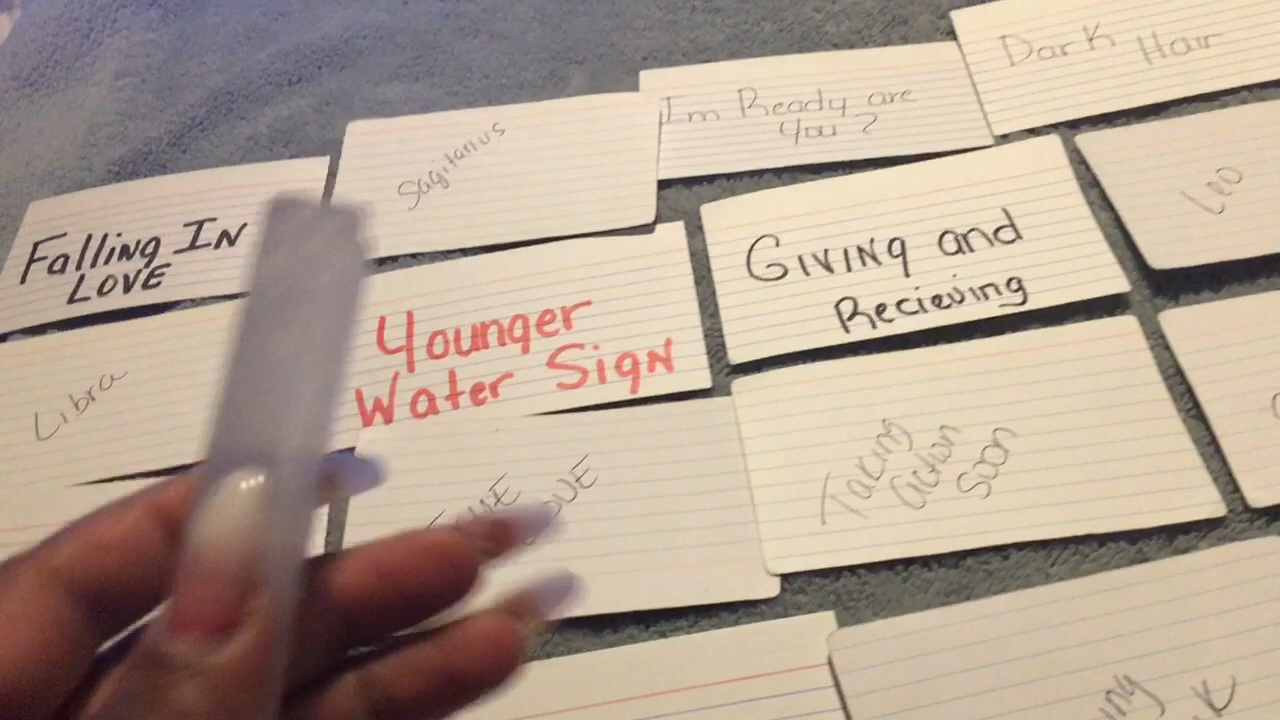 Dark Hair
Im Ready are
You?
Sagitarius
Falling IN
LOVE
GIVINg and
Recieving
Leo
Younger
Water SigN
Libra
Taking
action
Soon